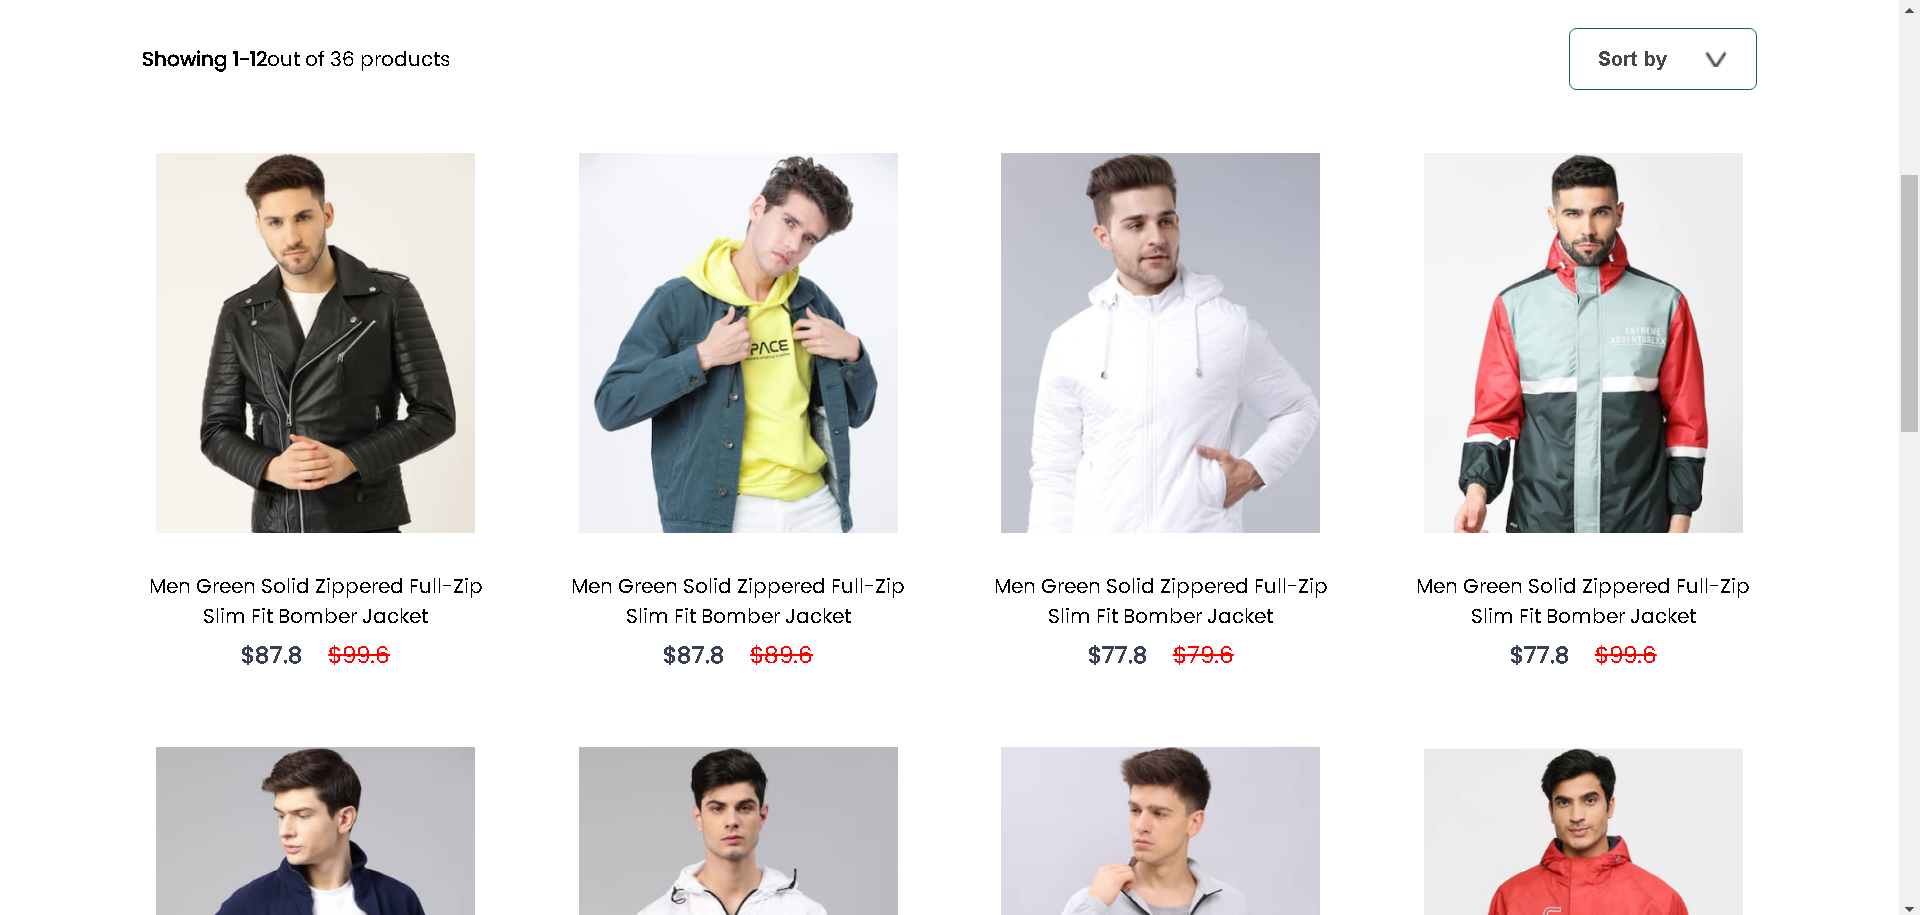 Showing 1-12out of 36 products
Sort by
PACE
EXTREME
ADVENTUREXX
Men Green Solid Zippered Full-Zip
Slim Fit Bomber Jacket
$87.8 $99.6
Men Green Solid Zippered Full-Zip
Slim Fit Bomber Jacket
$87.8 $89.6
Men Green Solid Zippered Full-Zip
Slim Fit Bomber Jacket
$77.8 $79.6
Men Green Solid Zippered Full-Zip
Slim Fit Bomber Jacket
$77.8 $99.6